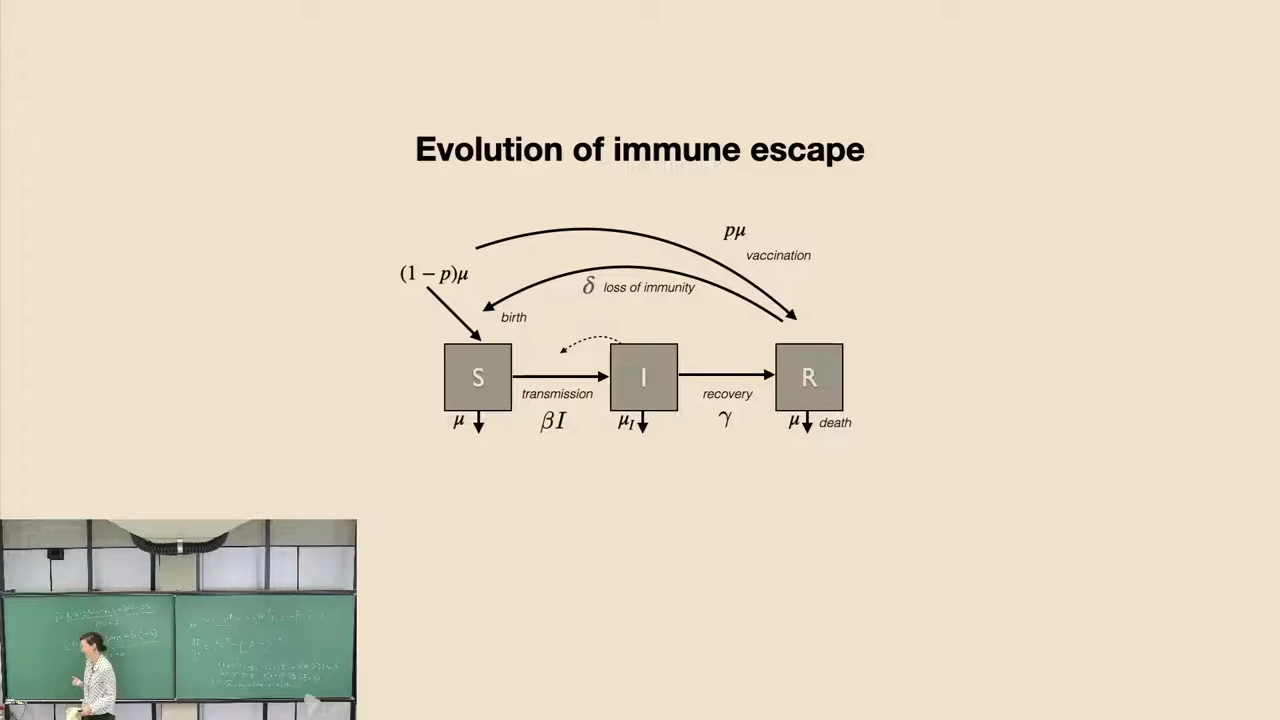 Evolution of immune escape
pμ
vaccination
(1 − p)μ
δ loss of immunity
birth
S
I
R
transmission
recovery
μ
βI
μ_I
γ
μ
death